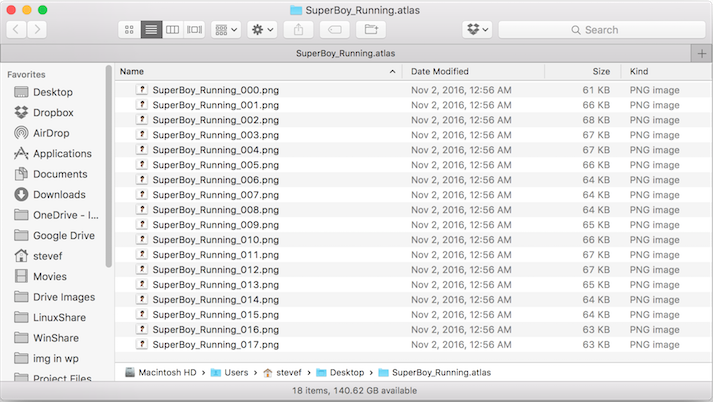 SuperBoy_Running.atlas
Search
SuperBoy_Running.atlas +
Favorites
Desktop
Dropbox
AirDrop
Applications
Documents
Downloads
OneDrive - I...
Google Drive
stevef
Movies
Drive Images
LinuxShare
WinShare
img in wp
Project Files
Name Date Modified Size Kind
SuperBoy_Running_000.png Nov 2, 2016, 12:56 AM 61 KB PNG image
SuperBoy_Running_001.png Nov 2, 2016, 12:56 AM 66 KB PNG image
SuperBoy_Running_002.png Nov 2, 2016, 12:56 AM 68 KB PNG image
SuperBoy_Running_003.png Nov 2, 2016, 12:56 AM 67 KB PNG image
SuperBoy_Running_004.png Nov 2, 2016, 12:56 AM 67 KB PNG image
SuperBoy_Running_005.png Nov 2, 2016, 12:56 AM 66 KB PNG image
SuperBoy_Running_006.png Nov 2, 2016, 12:56 AM 64 KB PNG image
SuperBoy_Running_007.png Nov 2, 2016, 12:56 AM 64 KB PNG image
SuperBoy_Running_008.png Nov 2, 2016, 12:56 AM 64 KB PNG image
SuperBoy_Running_009.png Nov 2, 2016, 12:56 AM 65 KB PNG image
SuperBoy_Running_010.png Nov 2, 2016, 12:56 AM 66 KB PNG image
SuperBoy_Running_011.png Nov 2, 2016, 12:56 AM 67 KB PNG image
SuperBoy_Running_012.png Nov 2, 2016, 12:56 AM 67 KB PNG image
SuperBoy_Running_013.png Nov 2, 2016, 12:56 AM 65 KB PNG image
SuperBoy_Running_014.png Nov 2, 2016, 12:56 AM 64 KB PNG image
SuperBoy_Running_015.png Nov 2, 2016, 12:56 AM 64 KB PNG image
SuperBoy_Running_016.png Nov 2, 2016, 12:56 AM 63 KB PNG image
SuperBoy_Running_017.png Nov 2, 2016, 12:56 AM 63 KB PNG image
Macintosh HD Users stevef Desktop SuperBoy_Running.atlas
18 items, 140.62 GB available